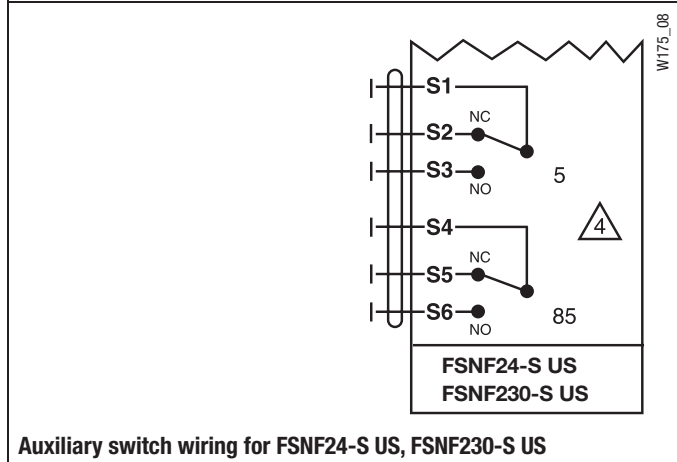 W175_08
S1
NC
S2
S3
NO
5
S4
4
NC
S5
S6
NO
85
FSNF24-S US
FSNF230-S US
Auxiliary switch wiring for FSNF24-S US, FSNF230-S US